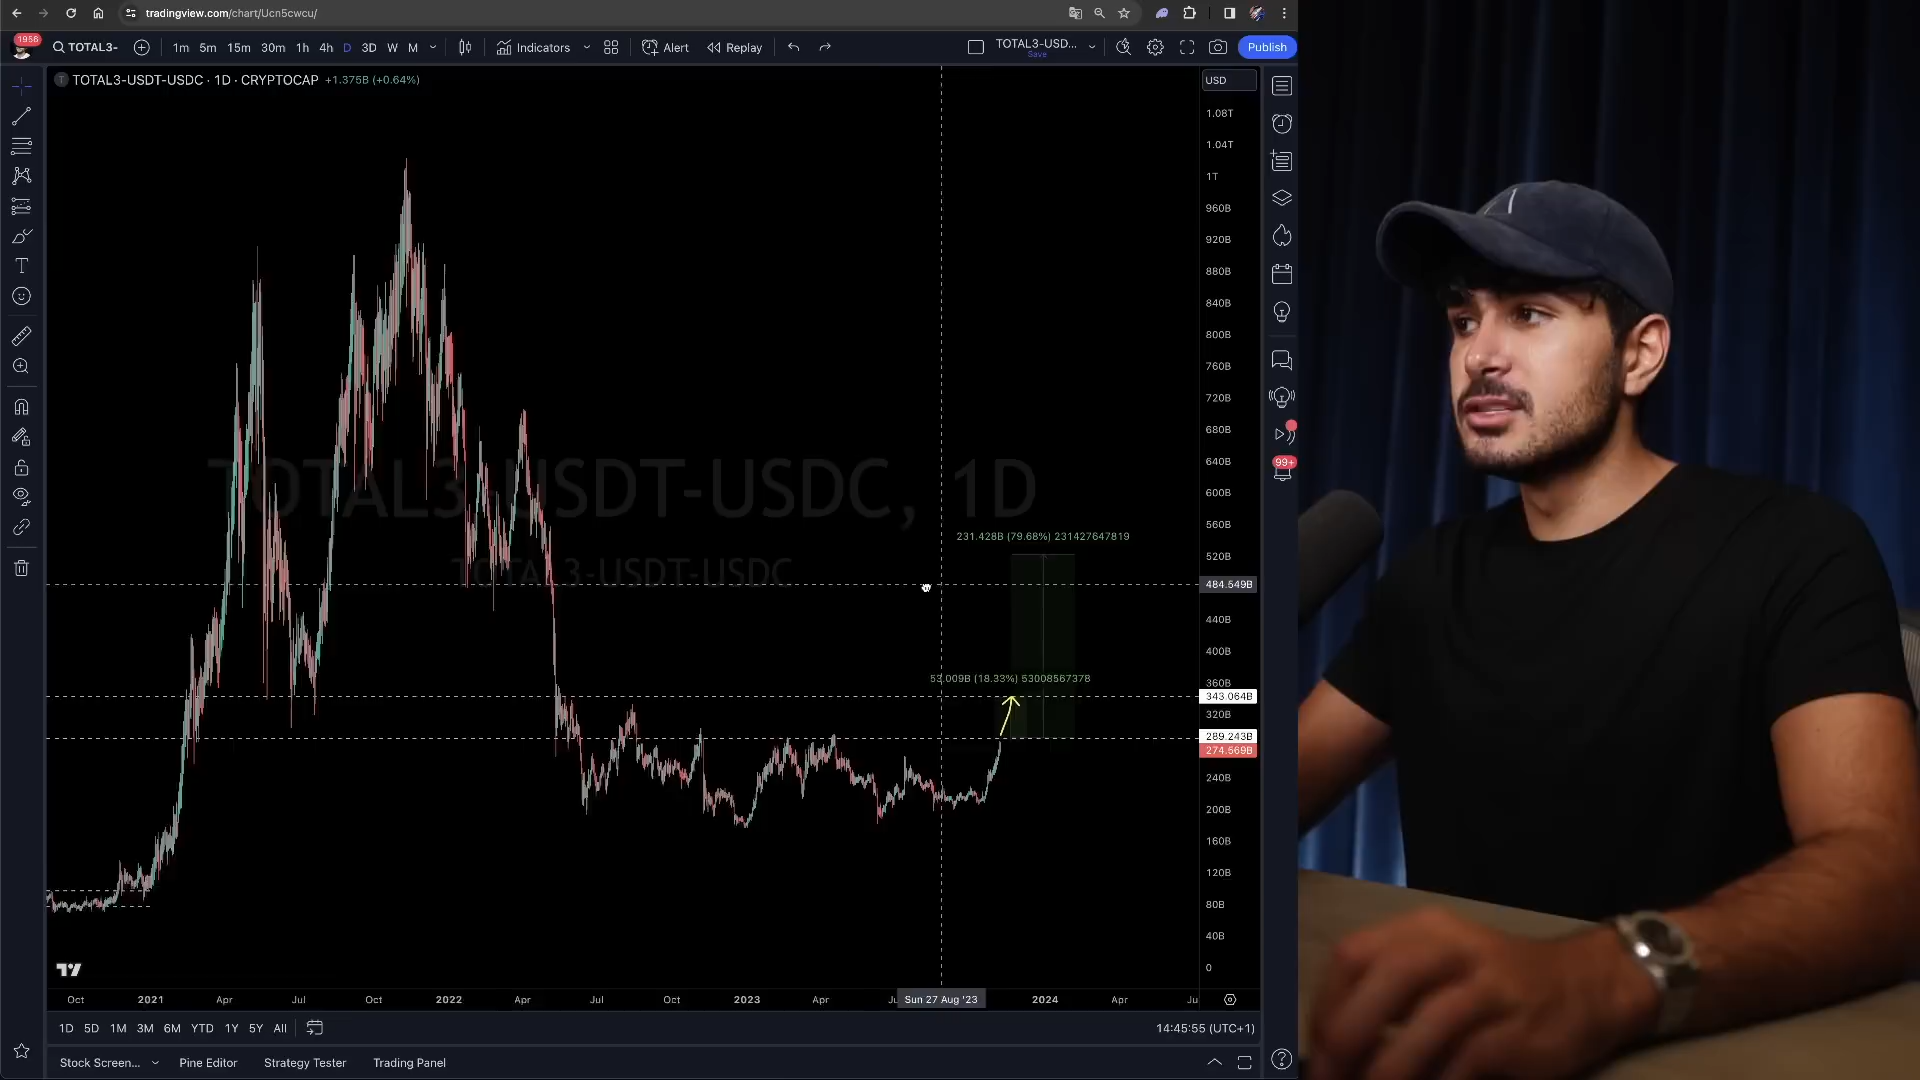 tradingview.com/chart/Ucn5cwcu/
1956
TOTAL3-
1m 5m 15m 30m 1h 4h D 3D W M
Indicators
Alert
Replay
TOTAL3-USD...
Save
Publish
T TOTAL3-USDT-USDC · 1D · CRYPTOCAP +1.375B (+0.64%)
USD
1.08T
1.04T
1T
960B
920B
880B
840B
800B
760B
720B
680B
640B
600B
560B
520B
484.549B
440B
400B
360B
343.064B
320B
289.243B
274.569B
240B
200B
160B
120B
80B
40B
0
TOTAL3-USDT-USDC, 1D
TOTAL3-USDT-USDC
231.428B (79.68%) 231427647819
53.009B (18.33%) 53008567378
99+
Oct 2021 Apr Jul Oct 2022 Apr Jul Oct 2023 Apr Ju Sun 27 Aug '23 2024 Apr Ju
1D 5D 1M 3M 6M YTD 1Y 5Y All
14:45:55 (UTC+1)
Stock Screen... Pine Editor Strategy Tester Trading Panel